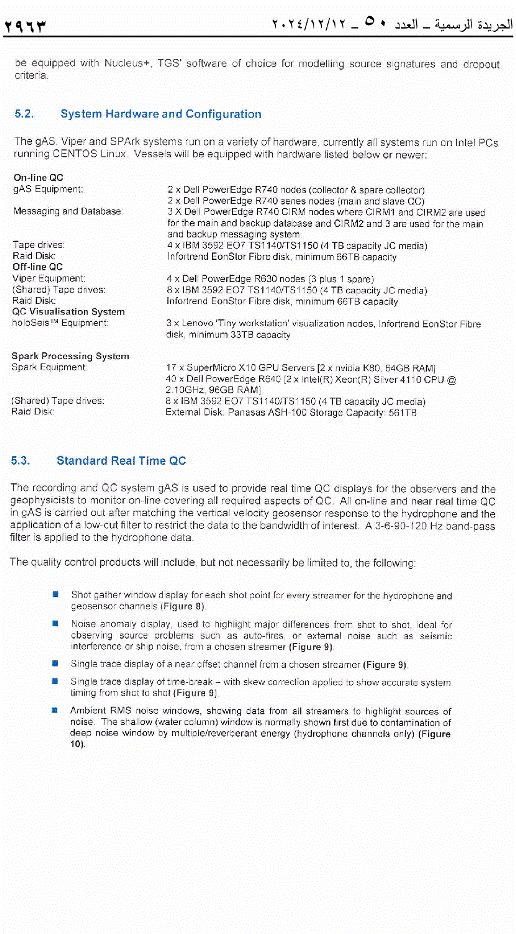 ٢٩٦٣
الجريدة الرسمية – العدد ٥٠ – ٢٠٢٤/١٢/١٢
be equipped with Nucleus+, TGS' software of choice for modelling source signatures and dropout
criteria.
5.2. System Hardware and Configuration
The gAS, Viper and SPArk systems run on a variety of hardware, currently all systems run on Intel PCs
running CENTOS Linux. Vessels will be equipped with hardware listed below or newer:
On-line QC
gAS Equipment: 2 x Dell PowerEdge R740 nodes (collector & spare collector)
2 x Dell PowerEdge R740 series nodes (main and slave QC)
Messaging and Database: 3 X Dell PowerEdge R740 CIRM nodes where CIRM1 and CIRM2 are used
for the main and backup database and CIRM2 and 3 are used for the main
and backup messaging system.
Tape drives: 4 x IBM 3592 EO7 TS1140/TS1150 (4 TB capacity JC media)
Raid Disk: Infortrend EonStor Fibre disk, minimum 66TB capacity
Off-line QC
Viper Equipment: 4 x Dell PowerEdge R630 nodes (3 plus 1 spare)
(Shared) Tape drives: 8 x IBM 3592 EO7 TS1140/TS1150 (4 TB capacity JC media)
Raid Disk: Infortrend EonStor Fibre disk, minimum 66TB capacity
QC Visualisation System
holoSeis™ Equipment: 3 x Lenovo 'Tiny workstation' visualization nodes, Infortrend EonStor Fibre
disk, minimum 33TB capacity
Spark Processing System
Spark Equipment: 17 x SuperMicro X10 GPU Servers [2 x nvidia K80, 64GB RAM]
40 x Dell PowerEdge R640 [2 x Intel(R) Xeon(R) Silver 4110 CPU @
2.10GHz, 96GB RAM]
(Shared) Tape drives: 8 x IBM 3592 EO7 TS1140/TS1150 (4 TB capacity JC media)
Raid Disk: External Disk: Panasas ASH-100 Storage Capacity: 561TB
5.3. Standard Real Time QC
The recording and QC system gAS is used to provide real time QC displays for the observers and the
geophysicists to monitor on-line covering all required aspects of QC. All on-line and near real time QC
in gAS is carried out after matching the vertical velocity geosensor response to the hydrophone and the
application of a low-cut filter to restrict the data to the bandwidth of interest. A 3-6-90-120 Hz band-pass
filter is applied to the hydrophone data.
The quality control products will include, but not necessarily be limited to, the following:
■ Shot gather window display for each shot point for every streamer for the hydrophone and
geosensor channels (Figure 8).
■ Noise anomaly display, used to highlight major differences from shot to shot, ideal for
observing source problems such as auto-fires, or external noise such as seismic
interference or ship noise, from a chosen streamer (Figure 9).
■ Single trace display of a near offset channel from a chosen streamer (Figure 9).
■ Single trace display of time-break – with skew correction applied to show accurate system
timing from shot to shot (Figure 9).
■ Ambient RMS noise windows, showing data from all streamers to highlight sources of
noise. The shallow (water column) window is normally shown first due to contamination of
deep noise window by multiple/reverberant energy (hydrophone channels only) (Figure
10).